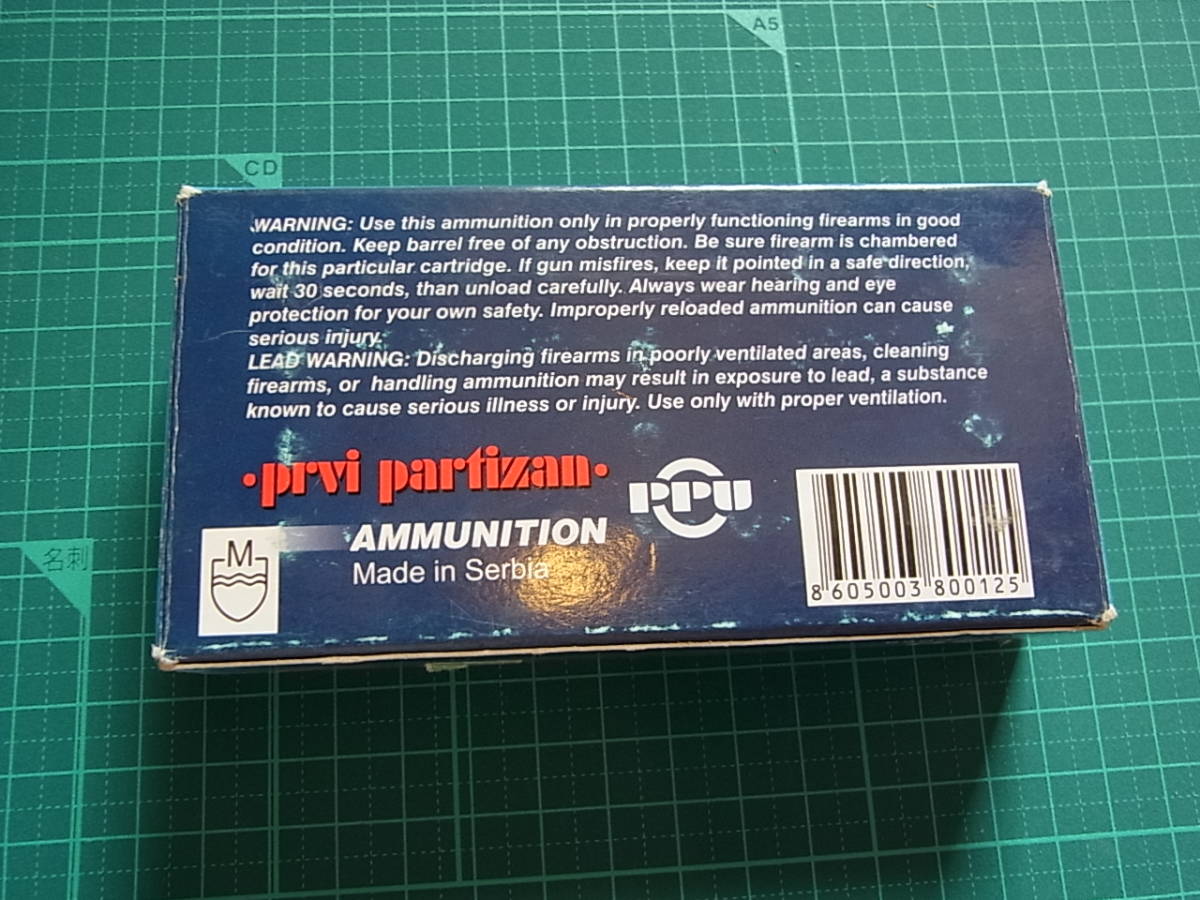 A5
CD
WARNING: Use this ammunition only in properly functioning firearms in good
condition. Keep barrel free of any obstruction. Be sure firearm is chambered
for this particular cartridge. If gun misfires, keep it pointed in a safe direction,
wait 30 seconds, than unload carefully. Always wear hearing and eye
protection for your own safety. Improperly reloaded ammunition can cause
serious injury.
LEAD WARNING: Discharging firearms in poorly ventilated areas, cleaning
firearms, or handling ammunition may result in exposure to lead, a substance
known to cause serious illness or injury. Use only with proper ventilation.
·prvi partizan·
PPU
AMMUNITION
Made in Serbia
M
8 605003 800125
名刺